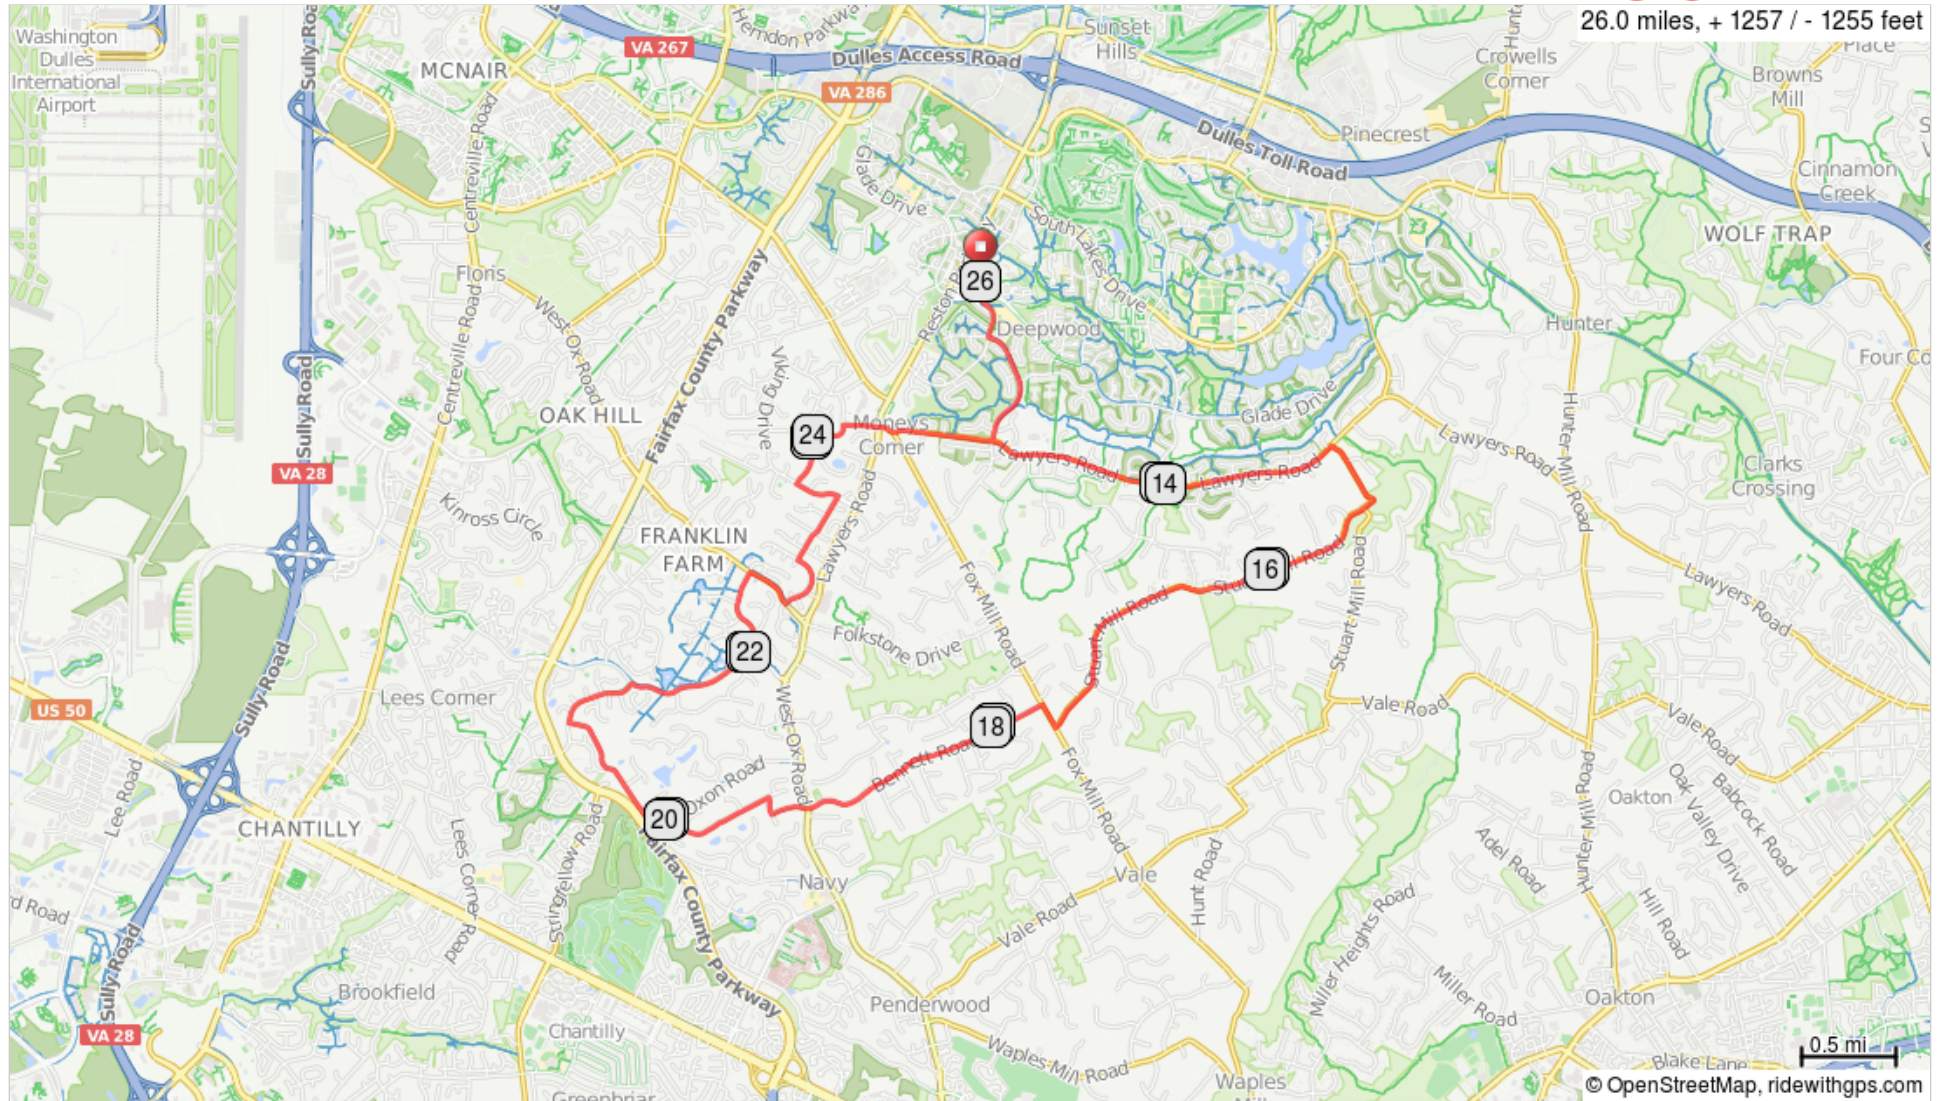 26.0 miles, + 1257 / - 1255 feet
Washington
Dulles
International
Airport
Sully Road
MCNAIR
VA 267
Herndon Parkway
Dulles Access Road
VA 286
Sunset
Hills
Crowells
Corner
Browns
Mill
Pinecrest
Dulles Toll Road
Cinnamon
Creek
WOLF TRAP
Centreville Road
Glade Drive
South Lakes Drive
Floris
26
Deepwood
Hunter
West Ox Road
Fairfax County Parkway
Viking Drive
Centreville Road
Sully Road
OAK HILL
24
Moneys
Corner
Glade Drive
Lawyers Road
Lawyers Road
Lawyers Road
Hunter Mill Road
Clarks
Crossing
VA 28
14
Kinross Circle
Lawyers Road
FRANKLIN
FARM
16
Stuart Mill Road
Stuart Mill Road
Fox Mill Road
Lawyers Road
Folkstone Drive
22
Lees Corner
US 50
Sully Road
West Ox Road
18
Vale Road
Vale Road
Bennett Road
Oxon Road
Fox Mill Road
Lee Road
20
CHANTILLY
Oakton
Oak Valley Drive
Babcock Road
Hunter Mill Road
Lees Corner Road
Stringfellow Road
Fairfax County Parkway
Navy
Vale
Hunt Road
Adel Road
Hill Road
Vale Road
Miller Heights Road
Miller Road
Sully Road
Brookfield
Penderwood
Oakton
VA 28
Chantilly
Waples Mill Road
Blake Lane
0.5 mi
Greenbriar
Waples
© OpenStreetMap, ridewithgps.com